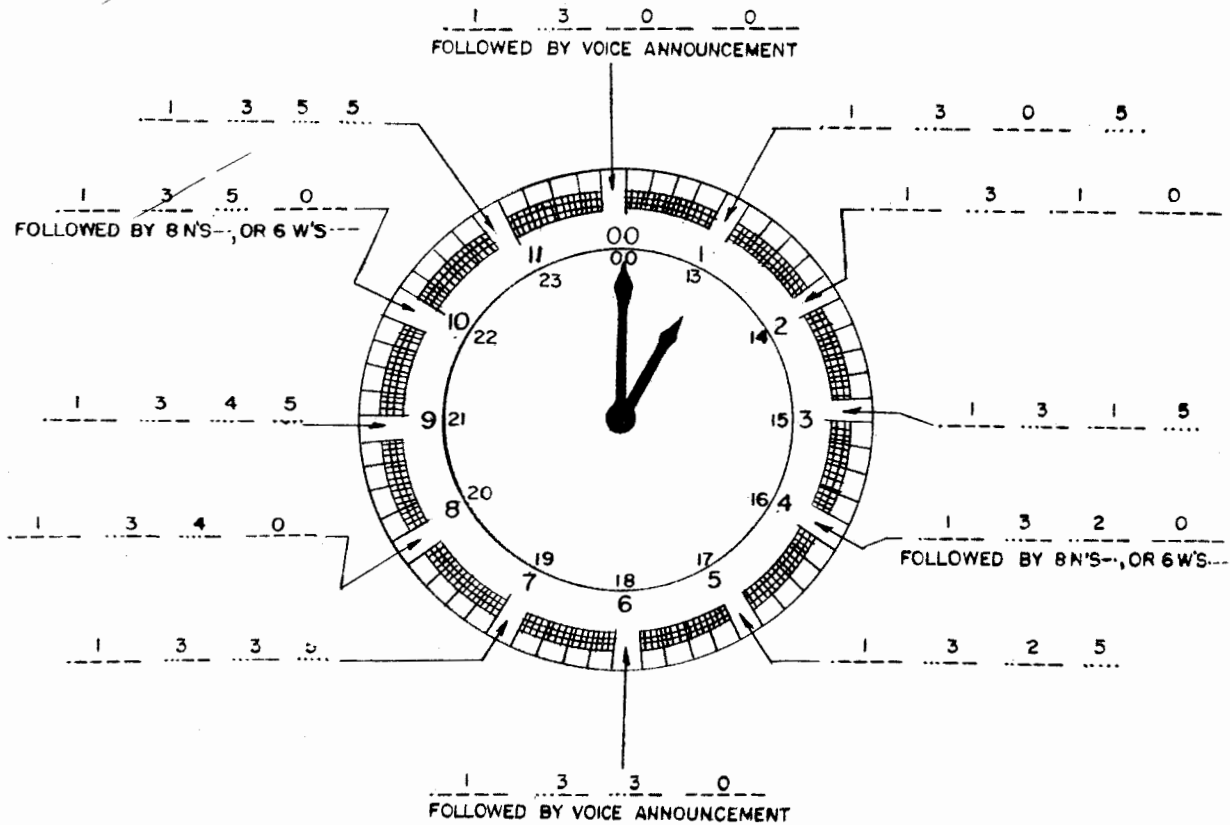 1 3 0 0
FOLLOWED BY VOICE ANNOUNCEMENT
1 3 5 5
1 3 0 5
1 3 5 0
FOLLOWED BY 8 N'S—·, OR 6 W'S·——
1 3 1 0
00
11
1
00
23
13
10
2
22
14
1 3 4 5
9
21
15
3
1 3 1 5
20
16
8
4
1 3 4 0
1 3 2 0
FOLLOWED BY 8 N'S—·, OR 6 W'S·——
19
17
7
18
5
6
1 3 3 5
1 3 2 5
1 3 3 0
FOLLOWED BY VOICE ANNOUNCEMENT